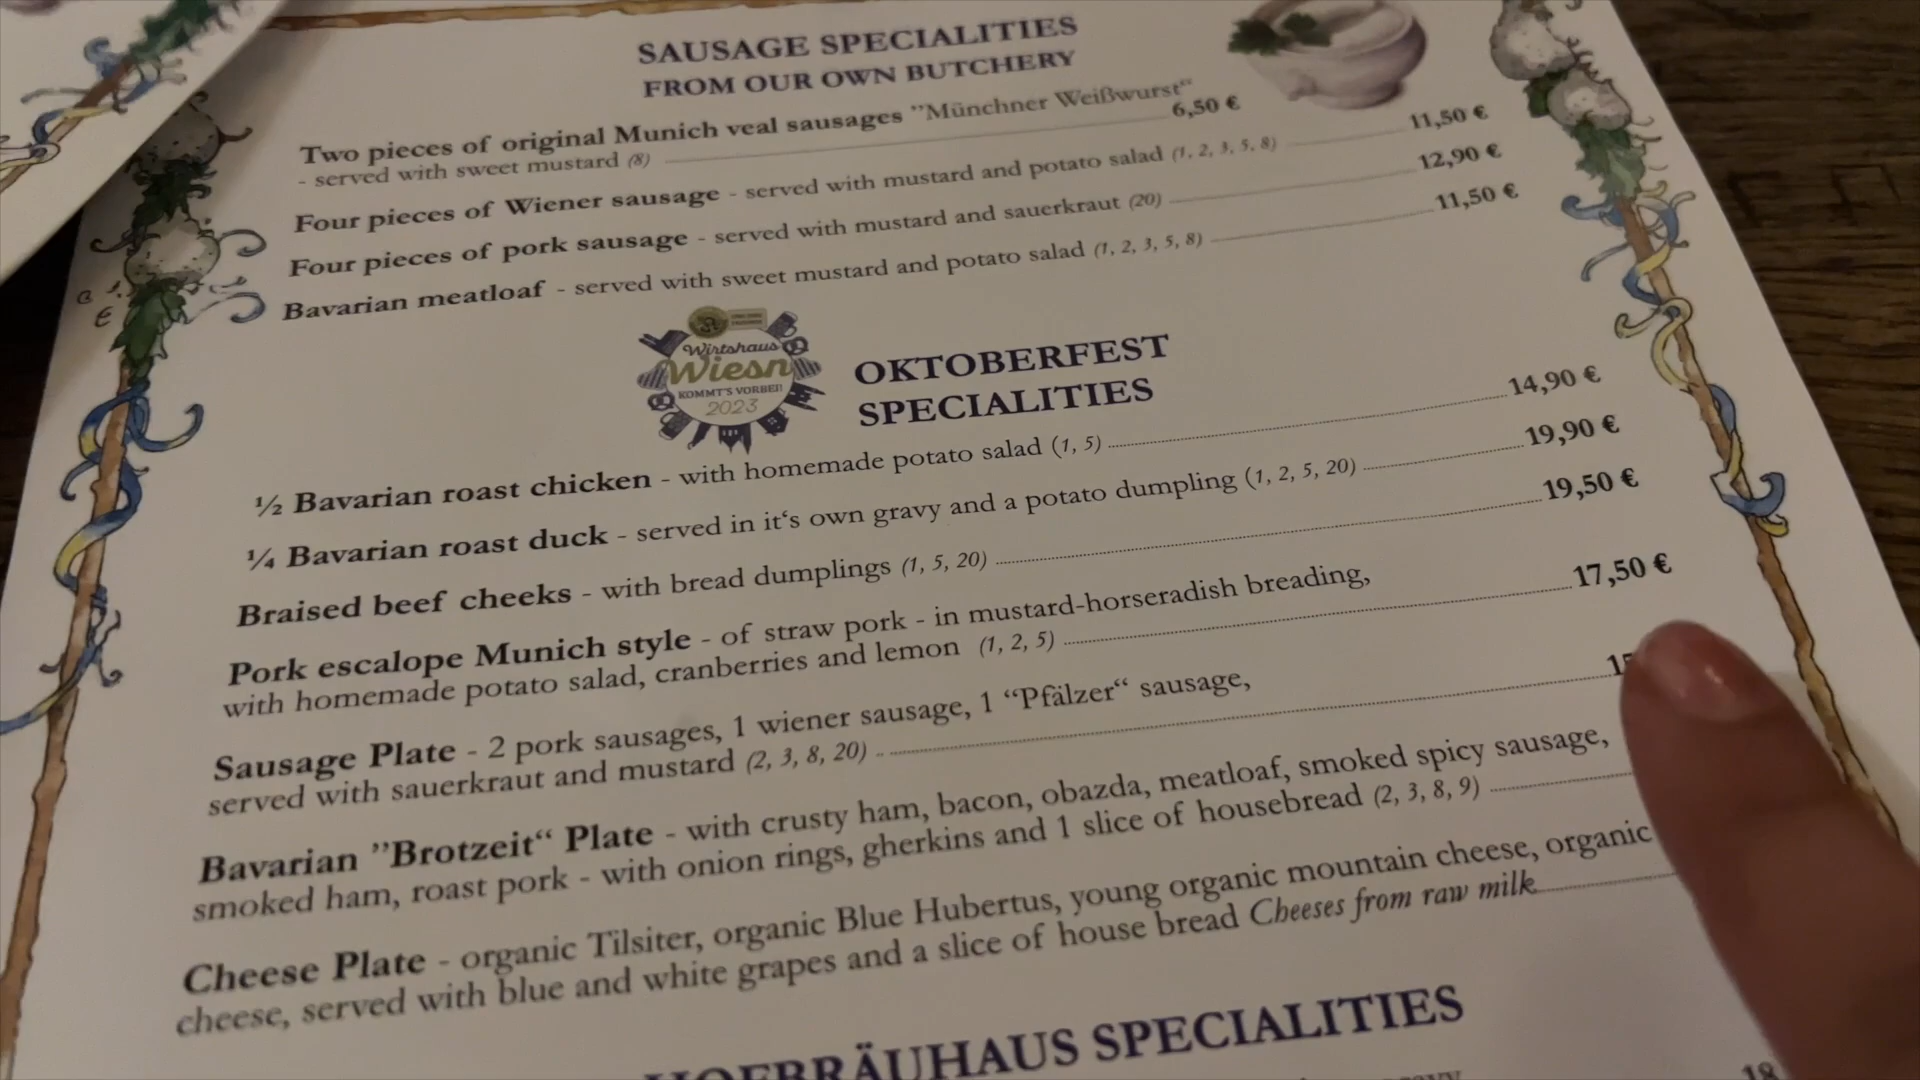 SAUSAGE SPECIALITIES
FROM OUR OWN BUTCHERY
Two pieces of original Munich veal sausages "Münchner Weißwurst“
- served with sweet mustard (8) 6,50 €
Four pieces of Wiener sausage - served with mustard and potato salad (1, 2, 3, 5, 8) 11,50 €
Four pieces of pork sausage - served with mustard and sauerkraut (20) 12,90 €
Bavarian meatloaf - served with sweet mustard and potato salad (1, 2, 3, 5, 8) 11,50 €
Wirtshaus
Wiesn
KOMMT'S VORBEI!
2023
OKTOBERFEST
SPECIALITIES
½ Bavarian roast chicken - with homemade potato salad (1, 5) 14,90 €
¼ Bavarian roast duck - served in it‘s own gravy and a potato dumpling (1, 2, 5, 20) 19,90 €
Braised beef cheeks - with bread dumplings (1, 5, 20) 19,50 €
Pork escalope Munich style - of straw pork - in mustard-horseradish breading,
with homemade potato salad, cranberries and lemon (1, 2, 5) 17,50 €
Sausage Plate - 2 pork sausages, 1 wiener sausage, 1 “Pfälzer“ sausage,
served with sauerkraut and mustard (2, 3, 8, 20)
Bavarian ”Brotzeit“ Plate - with crusty ham, bacon, obazda, meatloaf, smoked spicy sausage,
smoked ham, roast pork - with onion rings, gherkins and 1 slice of housebread (2, 3, 8, 9)
Cheese Plate - organic Tilsiter, organic Blue Hubertus, young organic mountain cheese, organic
cheese, served with blue and white grapes and a slice of house bread Cheeses from raw milk
HOFBRÄUHAUS SPECIALITIES